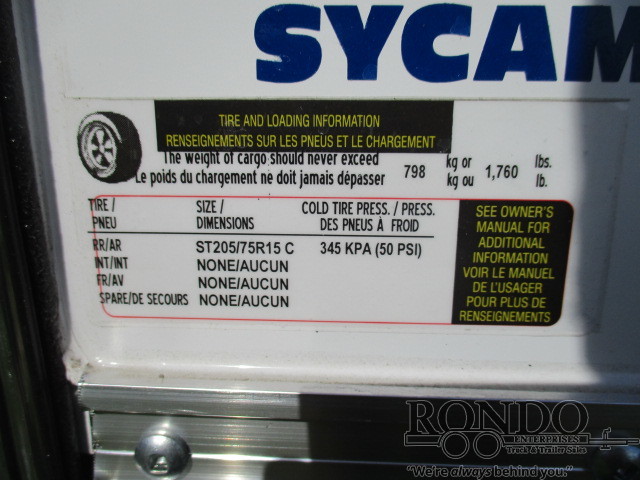 SYCAM
TIRE AND LOADING INFORMATION
RENSEIGNEMENTS SUR LES PNEUS ET LE CHARGEMENT
The weight of cargo should never exceed 798 kg or 1,760 lbs.
Le poids du chargement ne doit jamais dépasser kg ou lb.
TIRE / SIZE / COLD TIRE PRESS. / PRESS.
PNEU DIMENSIONS DES PNEUS À FROID
RR/AR ST205/75R15 C 345 KPA (50 PSI)
INT/INT NONE/AUCUN
FR/AV NONE/AUCUN
SPARE/DE SECOURS NONE/AUCUN
SEE OWNER'S
MANUAL FOR
ADDITIONAL
INFORMATION
VOIR LE MANUEL
DE L'USAGER
POUR PLUS DE
RENSEIGNEMENTS
RONDO
ENTERPRISES
Truck & Trailer Sales
"We're always behind you."